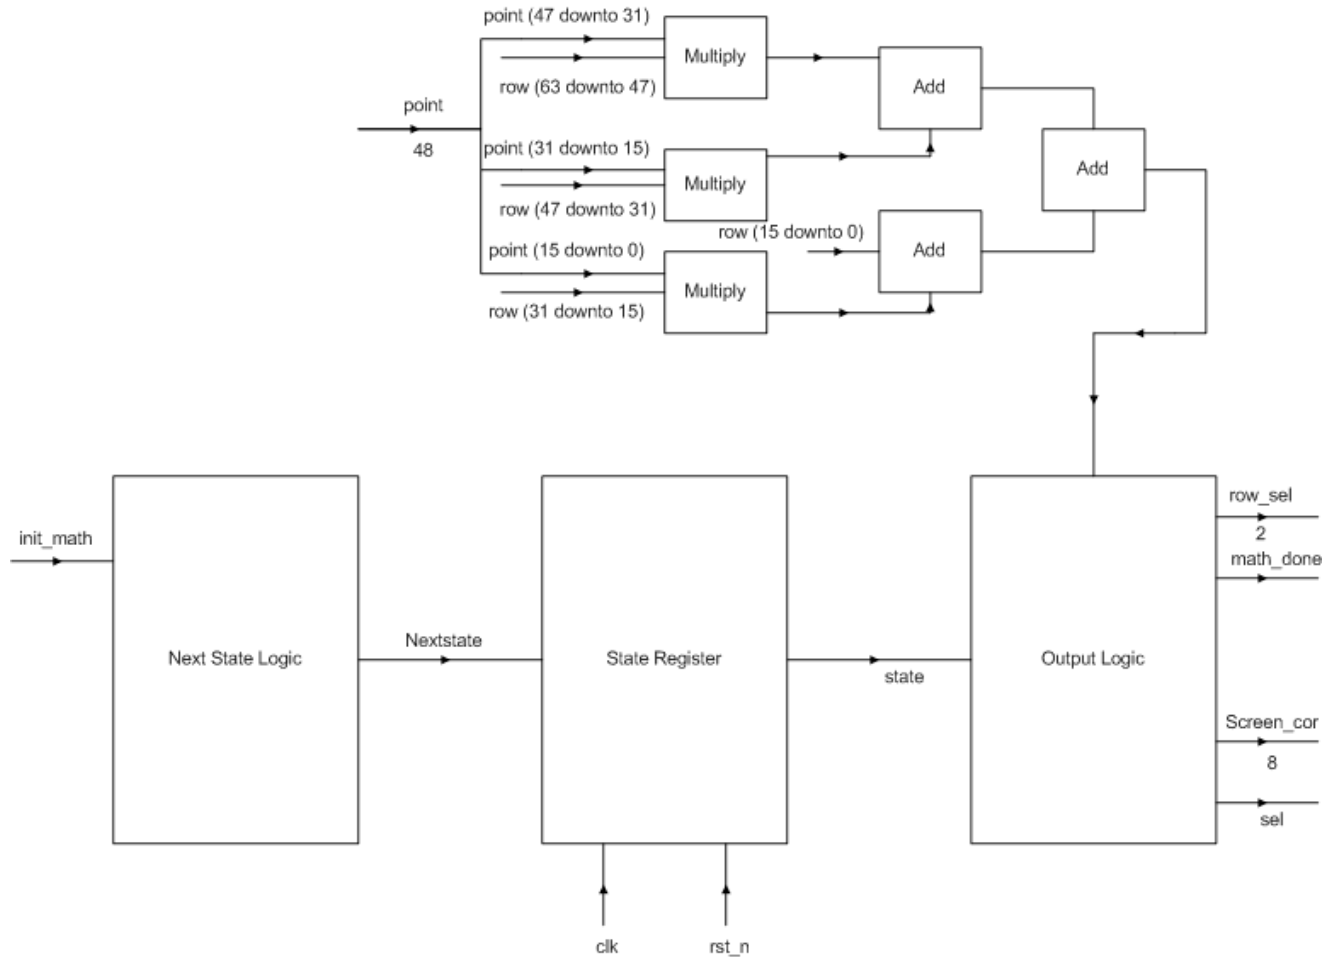 point (47 downto 31)
Multiply
row (63 downto 47)
Add
point
48
point (31 downto 15)
Multiply
Add
row (47 downto 31)
row (15 downto 0)
point (15 downto 0)
Add
Multiply
row (31 downto 15)
row_sel
2
init_math
math_done
Nextstate
Next State Logic
State Register
state
Output Logic
Screen_cor
8
sel
clk
rst_n